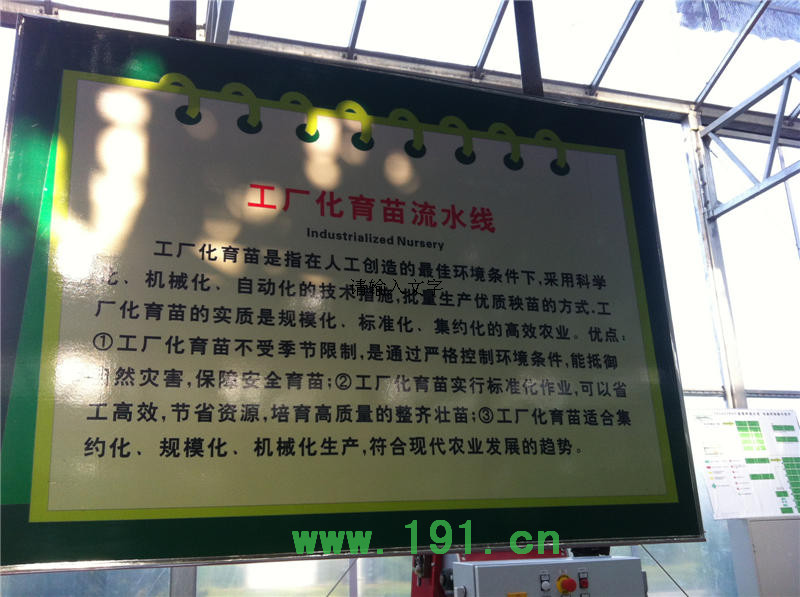 工厂化育苗流水线
Industrialized Nursery
工厂化育苗是指在人工创造的最佳环境条件下,采用科学
化、机械化、自动化的技术措施,批量生产优质秧苗的方式.工
请输入文字
厂化育苗的实质是规模化、标准化、集约化的高效农业。优点:
①工厂化育苗不受季节限制,是通过严格控制环境条件,能抵御
自然灾害,保障安全育苗;②工厂化育苗实行标准化作业,可以省
工高效,节省资源,培育高质量的整齐壮苗;③工厂化育苗适合集
约化、规模化、机械化生产,符合现代农业发展的趋势。
www.191.cn